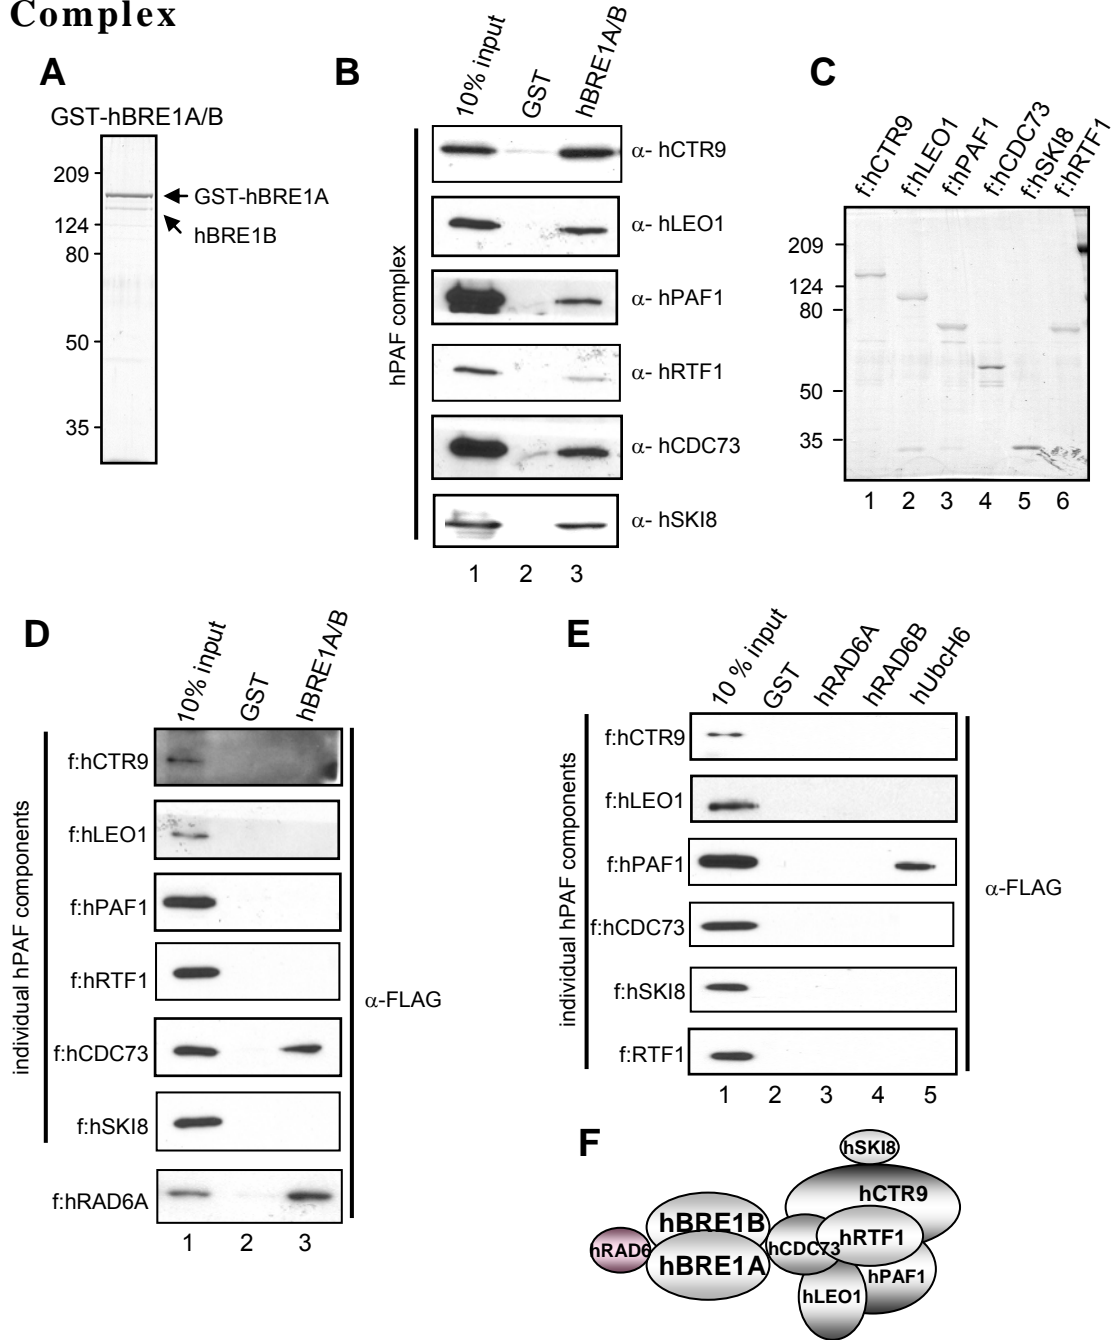 Complex
A
GST-hBRE1A/B
209
124
80
50
35
GST-hBRE1A
hBRE1B
B
10% input
GST
hBRE1A/B
hPAF complex
α- hCTR9
α- hLEO1
α- hPAF1
α- hRTF1
α- hCDC73
α- hSKI8
1 2 3
C
f:hCTR9
f:hLEO1
f:hPAF1
f:hCDC73
f:hSKI8
f:hRTF1
209
124
80
50
35
1 2 3 4 5 6
D
10% input
GST
hBRE1A/B
individual hPAF components
f:hCTR9
f:hLEO1
f:hPAF1
f:hRTF1
f:hCDC73
f:hSKI8
f:hRAD6A
α-FLAG
1 2 3
E
10 % input
GST
hRAD6A
hRAD6B
hUbcH6
individual hPAF components
f:hCTR9
f:hLEO1
f:hPAF1
f:hCDC73
f:hSKI8
f:RTF1
α-FLAG
1 2 3 4 5
F
hSKI8
hCTR9
hBRE1B
hRTF1
hRAD6
hCDC73
hBRE1A
hPAF1
hLEO1